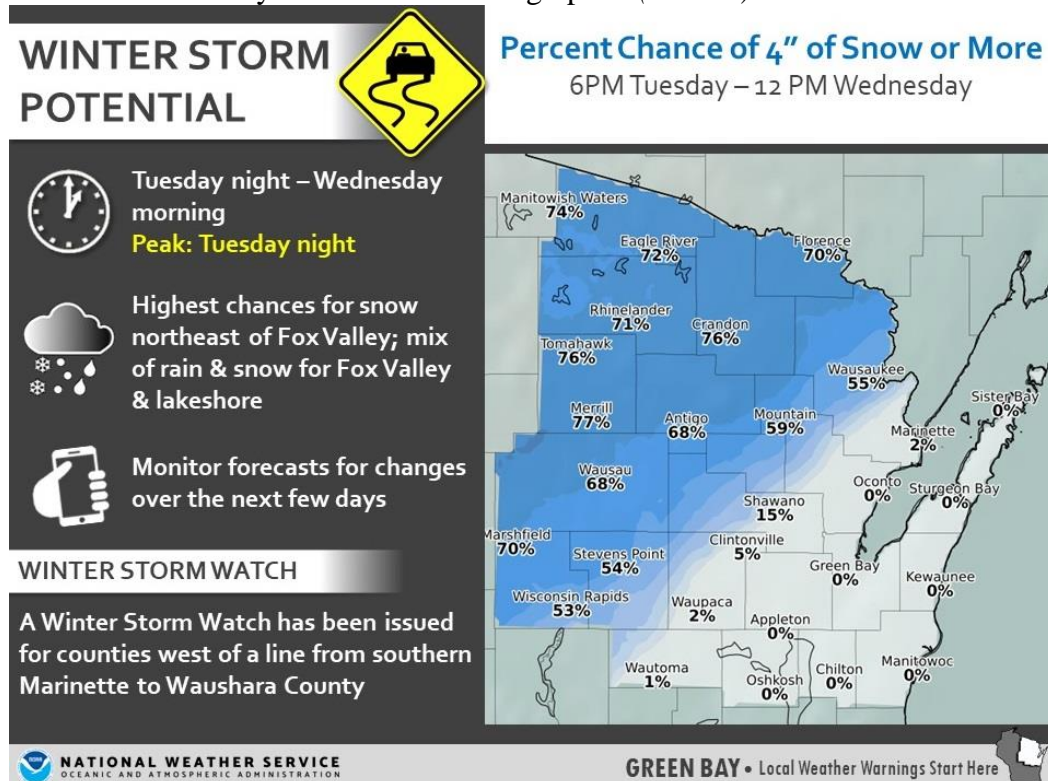 WINTER STORM
POTENTIAL
Tuesday night – Wednesday
morning
Peak: Tuesday night
Highest chances for snow
northeast of Fox Valley; mix
of rain & snow for Fox Valley
& lakeshore
Monitor forecasts for changes
over the next few days
WINTER STORM WATCH
A Winter Storm Watch has been issued
for counties west of a line from southern
Marinette to Waushara County
Percent Chance of 4" of Snow or More
6PM Tuesday – 12 PM Wednesday
Manitowish Waters
74%
Eagle River
72%
Florence
70%
Rhinelander
71%
Crandon
76%
Tomahawk
76%
Wausaukee
55%
Sister Bay
0%
Merrill
77%
Antigo
68%
Mountain
59%
Marinette
2%
Wausau
68%
Oconto
0%
Sturgeon Bay
0%
Shawano
15%
Marshfield
70%
Stevens Point
54%
Clintonville
5%
Green Bay
0%
Kewaunee
0%
Wisconsin Rapids
53%
Waupaca
2%
Appleton
0%
Wautoma
1%
Oshkosh
0%
Chilton
0%
Manitowoc
0%
NATIONAL WEATHER SERVICE
OCEANIC AND ATMOSPHERIC ADMINISTRATION
GREEN BAY • Local Weather Warnings Start Here